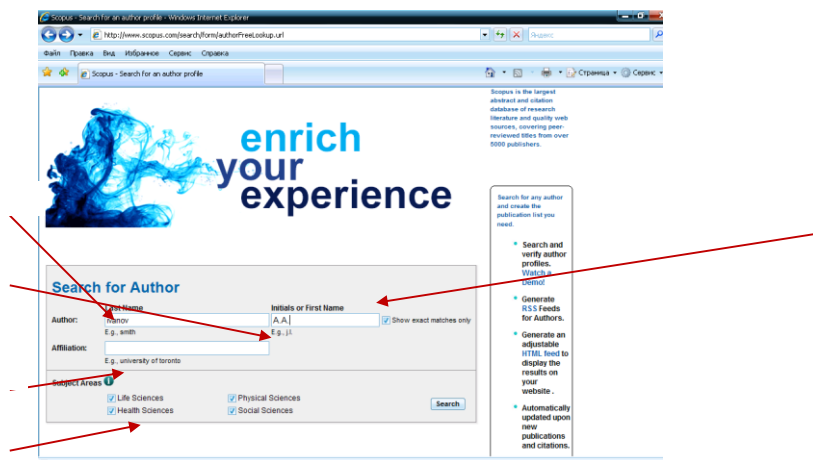 Scopus - Search for an author profile - Windows Internet Explorer
http://www.scopus.com/search/form/authorFreeLookup.url
Яндекс
Файл Правка Вид Избранное Сервис Справка
Scopus - Search for an author profile
Страница
Сервис
Scopus is the largest
abstract and citation
database of research
literature and quality web
sources, covering peer-
reviewed titles from over
5000 publishers.
enrich
your
experience
Search for any author
and create the
publication list you
need.
Search and
verify author
profiles.
Watch a
Demo!
Generate
RSS Feeds
for Authors.
Generate an
adjustable
HTML feed to
display the
results on
your
website .
Automatically
updated upon
new
publications
and citations.
Search for Author
Last Name Initials or First Name
Author: Ivanov A.A. Show exact matches only
E.g., smith E.g., j.l.
Affiliation:
E.g., university of toronto
Subject Areas
Life Sciences Physical Sciences
Health Sciences Social Sciences
Search